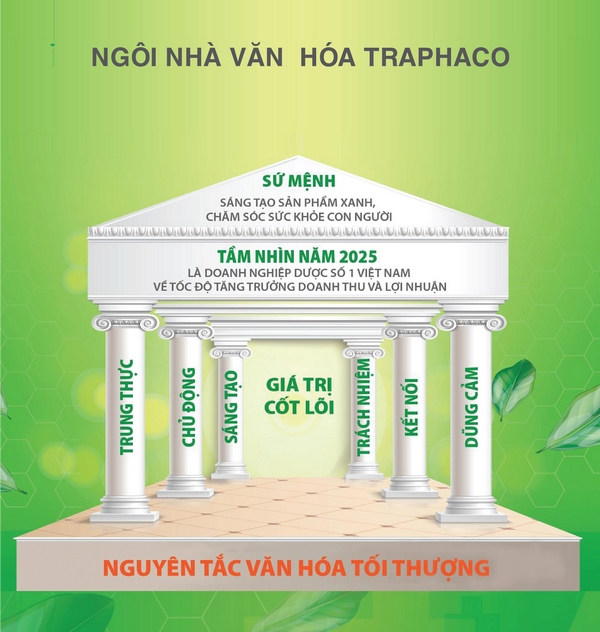 NGÔI NHÀ VĂN HÓA TRAPHACO
SỨ MỆNH
SÁNG TẠO SẢN PHẨM XANH,
CHĂM SÓC SỨC KHỎE CON NGƯỜI
TẦM NHÌN NĂM 2025
LÀ DOANH NGHIỆP DƯỢC SỐ 1 VIỆT NAM
VỀ TỐC ĐỘ TĂNG TRƯỞNG DOANH THU VÀ LỢI NHUẬN
TRUNG THỰC
CHỦ ĐỘNG
SÁNG TẠO
GIÁ TRỊ
CỐT LÕI
TRÁCH NHIỆM
KẾT NỐI
DŨNG CẢM
NGUYÊN TẮC VĂN HÓA TỐI THƯỢNG